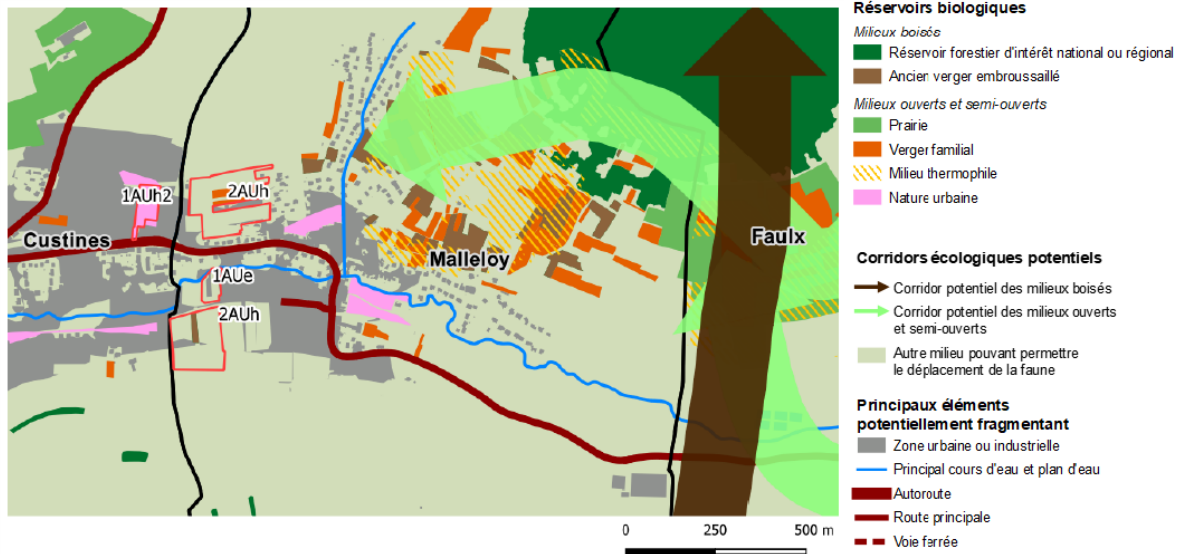 1AUh2
2AUh
Custines
1AUe
2AUh
Malleloy
Faulx
0 250 500 m
Réservoirs biologiques
Milieux boisés
Réservoir forestier d'intérêt national ou régional
Ancien verger embroussaillé
Milieux ouverts et semi-ouverts
Prairie
Verger familial
Milieu thermophile
Nature urbaine
Corridors écologiques potentiels
Corridor potentiel des milieux boisés
Corridor potentiel des milieux ouverts
et semi-ouverts
Autre milieu pouvant permettre
le déplacement de la faune
Principaux éléments
potentiellement fragmentant
Zone urbaine ou industrielle
Principal cours d'eau et plan d'eau
Autoroute
Route principale
Voie ferrée